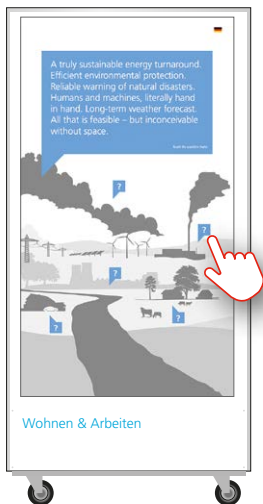 A truly sustainable energy turnaround.
Efficient environmental protection.
Reliable warning of natural disasters.
Humans and machines, literally hand
in hand. Long-term weather forecast.
All that is feasible – but inconceivable
without space.
?
?
?
?
?
Wohnen & Arbeiten